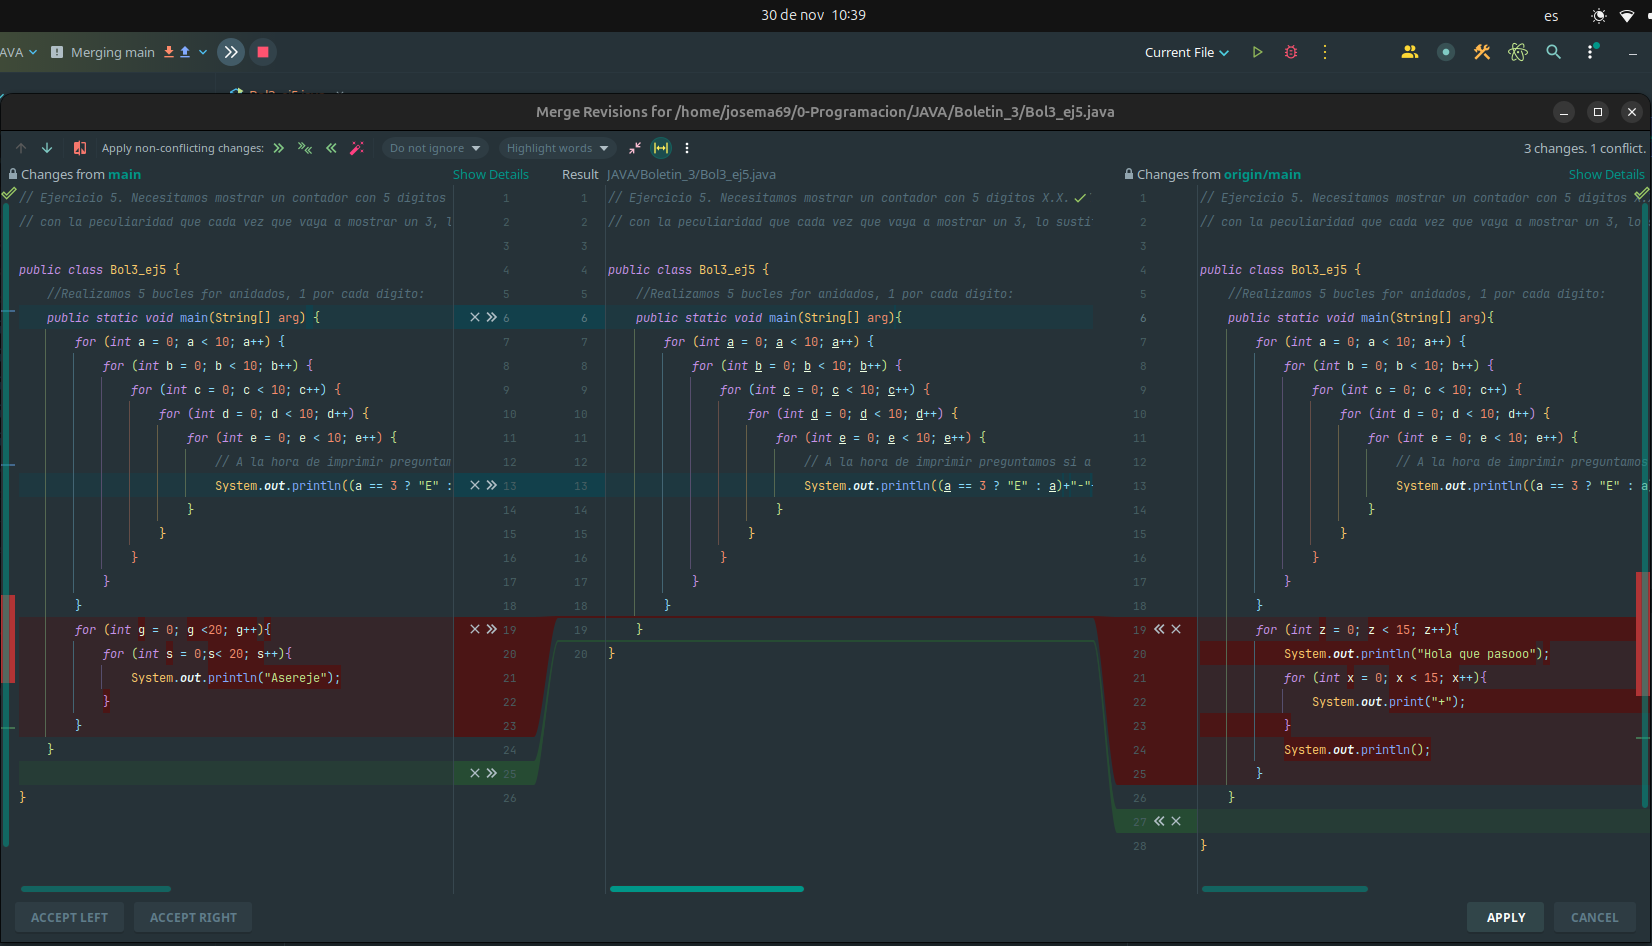 30 de nov 10:39
es
AVA
Merging main
Current File
Merge Revisions for /home/josema69/0-Programacion/JAVA/Boletin_3/Bol3_ej5.java
Apply non-conflicting changes:
Do not ignore
Highlight words
3 changes. 1 conflict.
Changes from main
Show Details
// Ejercicio 5. Necesitamos mostrar un contador con 5 digitos
// con la peculiaridad que cada vez que vaya a mostrar un 3, l
public class Bol3_ej5 {
//Realizamos 5 bucles for anidados, 1 por cada digito:
public static void main(String[] arg) {
for (int a = 0; a < 10; a++) {
for (int b = 0; b < 10; b++) {
for (int c = 0; c < 10; c++) {
for (int d = 0; d < 10; d++) {
for (int e = 0; e < 10; e++) {
// A la hora de imprimir preguntam
System.out.println((a == 3 ? "E" :
}
}
}
}
}
for (int g = 0; g <20; g++){
for (int s = 0;s< 20; s++){
System.out.println("Asereje");
}
}
}
}
1
2
3
4
5
6
7
8
9
10
11
12
13
14
15
16
17
18
19
20
21
22
23
24
25
26
Result JAVA/Boletin_3/Bol3_ej5.java
1 // Ejercicio 5. Necesitamos mostrar un contador con 5 digitos X.X.
2 // con la peculiaridad que cada vez que vaya a mostrar un 3, lo susti
3
4 public class Bol3_ej5 {
5 //Realizamos 5 bucles for anidados, 1 por cada digito:
6 public static void main(String[] arg){
7 for (int a = 0; a < 10; a++) {
8 for (int b = 0; b < 10; b++) {
9 for (int c = 0; c < 10; c++) {
10 for (int d = 0; d < 10; d++) {
11 for (int e = 0; e < 10; e++) {
12 // A la hora de imprimir preguntamos si a
13 System.out.println((a == 3 ? "E" : a)+"-"+
14 }
15 }
16 }
17 }
18 }
19 }
20 }
Changes from origin/main
Show Details
1 // Ejercicio 5. Necesitamos mostrar un contador con 5 digitos X.
2 // con la peculiaridad que cada vez que vaya a mostrar un 3, lo
3
4 public class Bol3_ej5 {
5 //Realizamos 5 bucles for anidados, 1 por cada digito:
6 public static void main(String[] arg){
7 for (int a = 0; a < 10; a++) {
8 for (int b = 0; b < 10; b++) {
9 for (int c = 0; c < 10; c++) {
10 for (int d = 0; d < 10; d++) {
11 for (int e = 0; e < 10; e++) {
12 // A la hora de imprimir preguntamos
13 System.out.println((a == 3 ? "E" : a
14 }
15 }
16 }
17 }
18 }
19 for (int z = 0; z < 15; z++){
20 System.out.println("Hola que pasooo");
21 for (int x = 0; x < 15; x++){
22 System.out.print("+");
23 }
24 System.out.println();
25 }
26 }
27
28 }
ACCEPT LEFT
ACCEPT RIGHT
APPLY
CANCEL